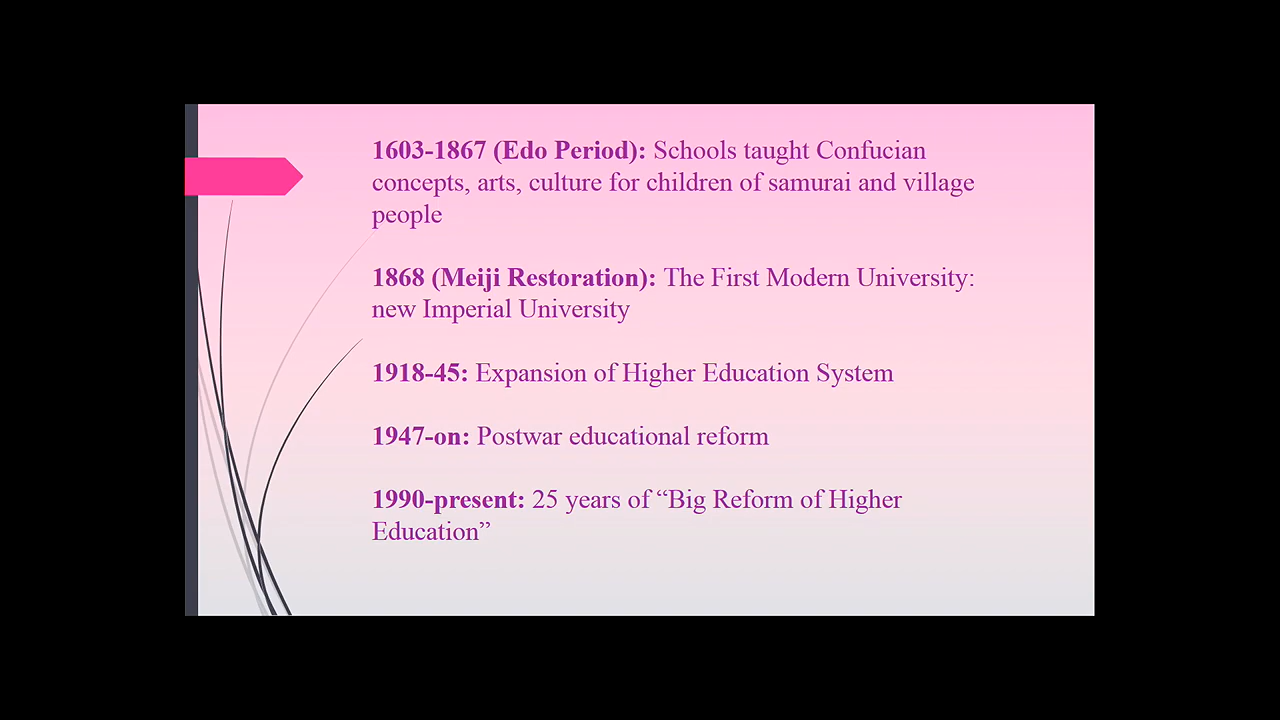 1603-1867 (Edo Period): Schools taught Confucian
concepts, arts, culture for children of samurai and village
people
1868 (Meiji Restoration): The First Modern University:
new Imperial University
1918-45: Expansion of Higher Education System
1947-on: Postwar educational reform
1990-present: 25 years of “Big Reform of Higher
Education”